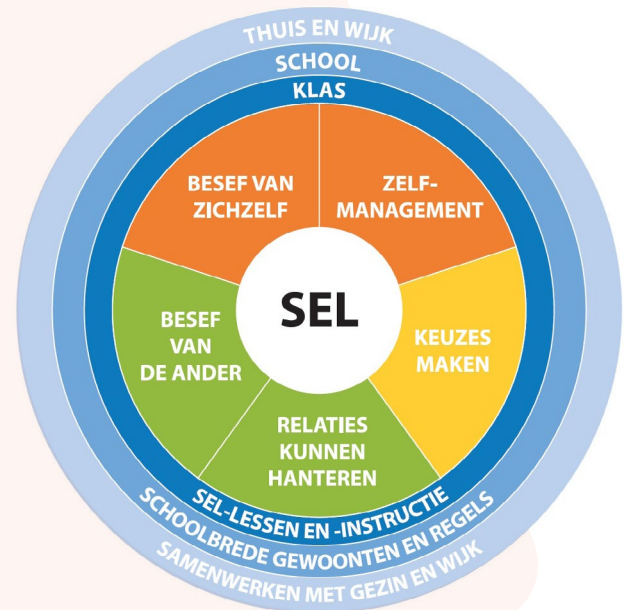 THUIS EN WIJK
SCHOOL
KLAS
BESEF VAN
ZICHZELF
ZELF-
MANAGEMENT
SEL
BESEF
VAN
DE ANDER
KEUZES
MAKEN
RELATIES
KUNNEN
HANTEREN
SEL-LESSEN EN -INSTRUCTIE
SCHOOLBREDE GEWOONTEN EN REGELS
SAMENWERKEN MET GEZIN EN WIJK